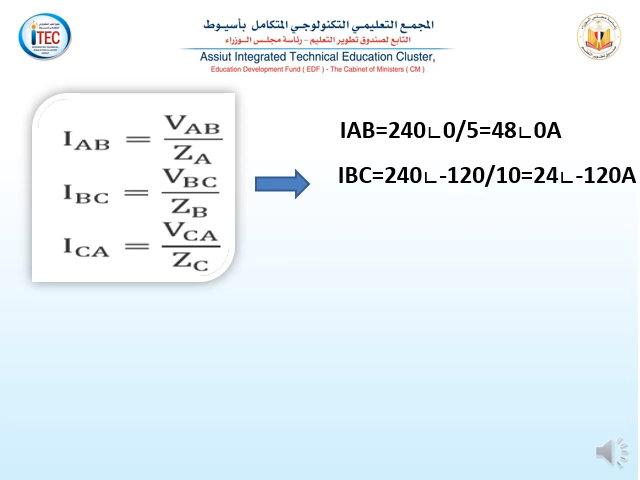 المجمع التعليمي التكنولوجي المتكامل بأسيوط
التابع لصندوق تطوير التعليم - رئاسة مجلس الوزراء
Assiut Integrated Technical Education Cluster,
Education Development Fund ( EDF ) - The Cabinet of Ministers ( CM )
iTEC
I_AB = V_AB / Z_A
I_BC = V_BC / Z_B
I_CA = V_CA / Z_C
IAB=240∟0/5=48∟0A
IBC=240∟-120/10=24∟-120A